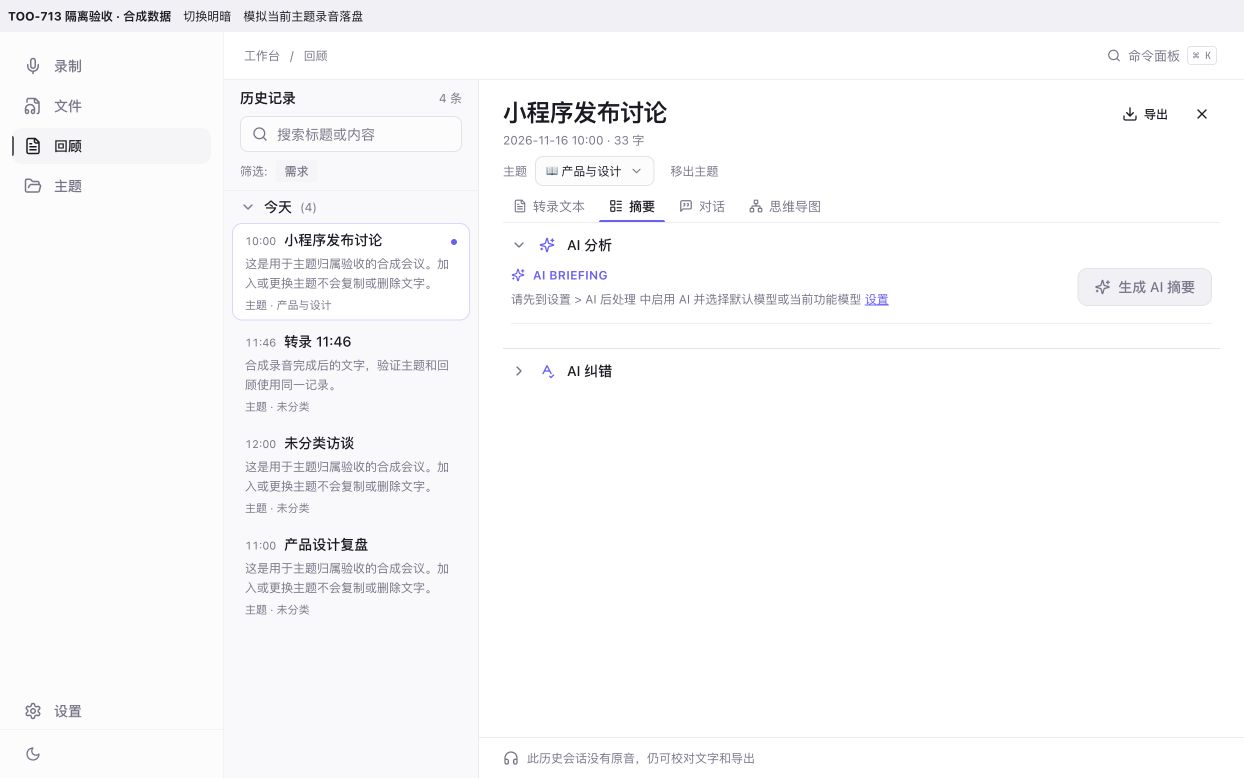 TOO-713 隔离验收 · 合成数据 切换明暗 模拟当前主题录音落盘
录制
文件
回顾
主题
设置
工作台 / 回顾
命令面板 ⌘ K
历史记录 4 条
搜索标题或内容
筛选: 需求
今天 (4)
10:00 小程序发布讨论
这是用于主题归属验收的合成会议。加
入或更换主题不会复制或删除文字。
主题 · 产品与设计
11:46 转录 11:46
合成录音完成后的文字，验证主题和回
顾使用同一记录。
主题 · 未分类
12:00 未分类访谈
这是用于主题归属验收的合成会议。加
入或更换主题不会复制或删除文字。
主题 · 未分类
11:00 产品设计复盘
这是用于主题归属验收的合成会议。加
入或更换主题不会复制或删除文字。
主题 · 未分类
小程序发布讨论
导出
2026-11-16 10:00 · 33 字
主题 📖 产品与设计 移出主题
转录文本 摘要 对话 思维导图
AI 分析
AI BRIEFING
请先到设置 > AI 后处理 中启用 AI 并选择默认模型或当前功能模型 设置
生成 AI 摘要
AI 纠错
此历史会话没有原音，仍可校对文字和导出